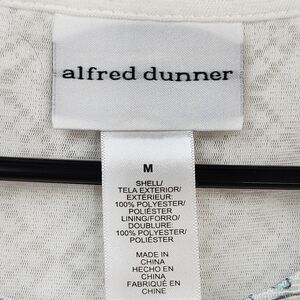 alfred dunner
M
SHELL/
TELA EXTERIOR/
EXTÉRIEUR:
100% POLYESTER/
POLIÉSTER
LINING/FORRO/
DOUBLURE:
100% POLYESTER/
POLIÉSTER
MADE IN
CHINA
HECHO EN
CHINA
FABRIQUÉ EN
CHINE